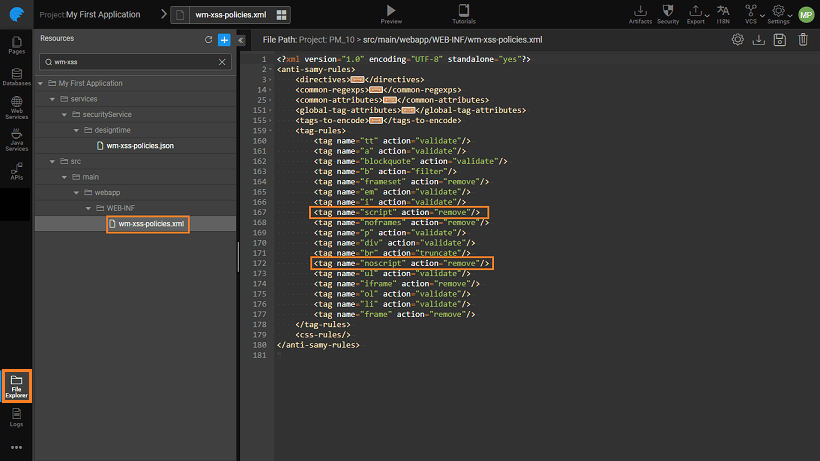 Project:My First Application
wm-xss-policies.xml
Preview
Tutorials
Artifacts
Security
Export
I18N
VCS
Settings
MP
Pages
Databases
Web
Services
Java
Services
APIs
File
Explorer
Logs
Resources
wm-xss
My First Application
services
securityService
designtime
wm-xss-policies.json
src
main
webapp
WEB-INF
wm-xss-policies.xml
File Path: Project: PM_10 > src/main/webapp/WEB-INF/wm-xss-policies.xml
1 <?xml version="1.0" encoding="UTF-8" standalone="yes"?>
2 <anti-samy-rules>
3 <directives></directives>
14 <common-regexps></common-regexps>
25 <common-attributes></common-attributes>
151 <global-tag-attributes></global-tag-attributes>
155 <tags-to-encode></tags-to-encode>
159 <tag-rules>
160 <tag name="tt" action="validate"/>
161 <tag name="a" action="validate"/>
162 <tag name="blockquote" action="validate"/>
163 <tag name="b" action="filter"/>
164 <tag name="frameset" action="remove"/>
165 <tag name="em" action="validate"/>
166 <tag name="i" action="validate"/>
167 <tag name="script" action="remove"/>
168 <tag name="noframes" action="remove"/>
169 <tag name="p" action="validate"/>
170 <tag name="div" action="validate"/>
171 <tag name="br" action="truncate"/>
172 <tag name="noscript" action="remove"/>
173 <tag name="ul" action="validate"/>
174 <tag name="iframe" action="remove"/>
175 <tag name="ol" action="validate"/>
176 <tag name="li" action="validate"/>
177 <tag name="frame" action="remove"/>
178 </tag-rules>
179 <css-rules/>
180 </anti-samy-rules>
181